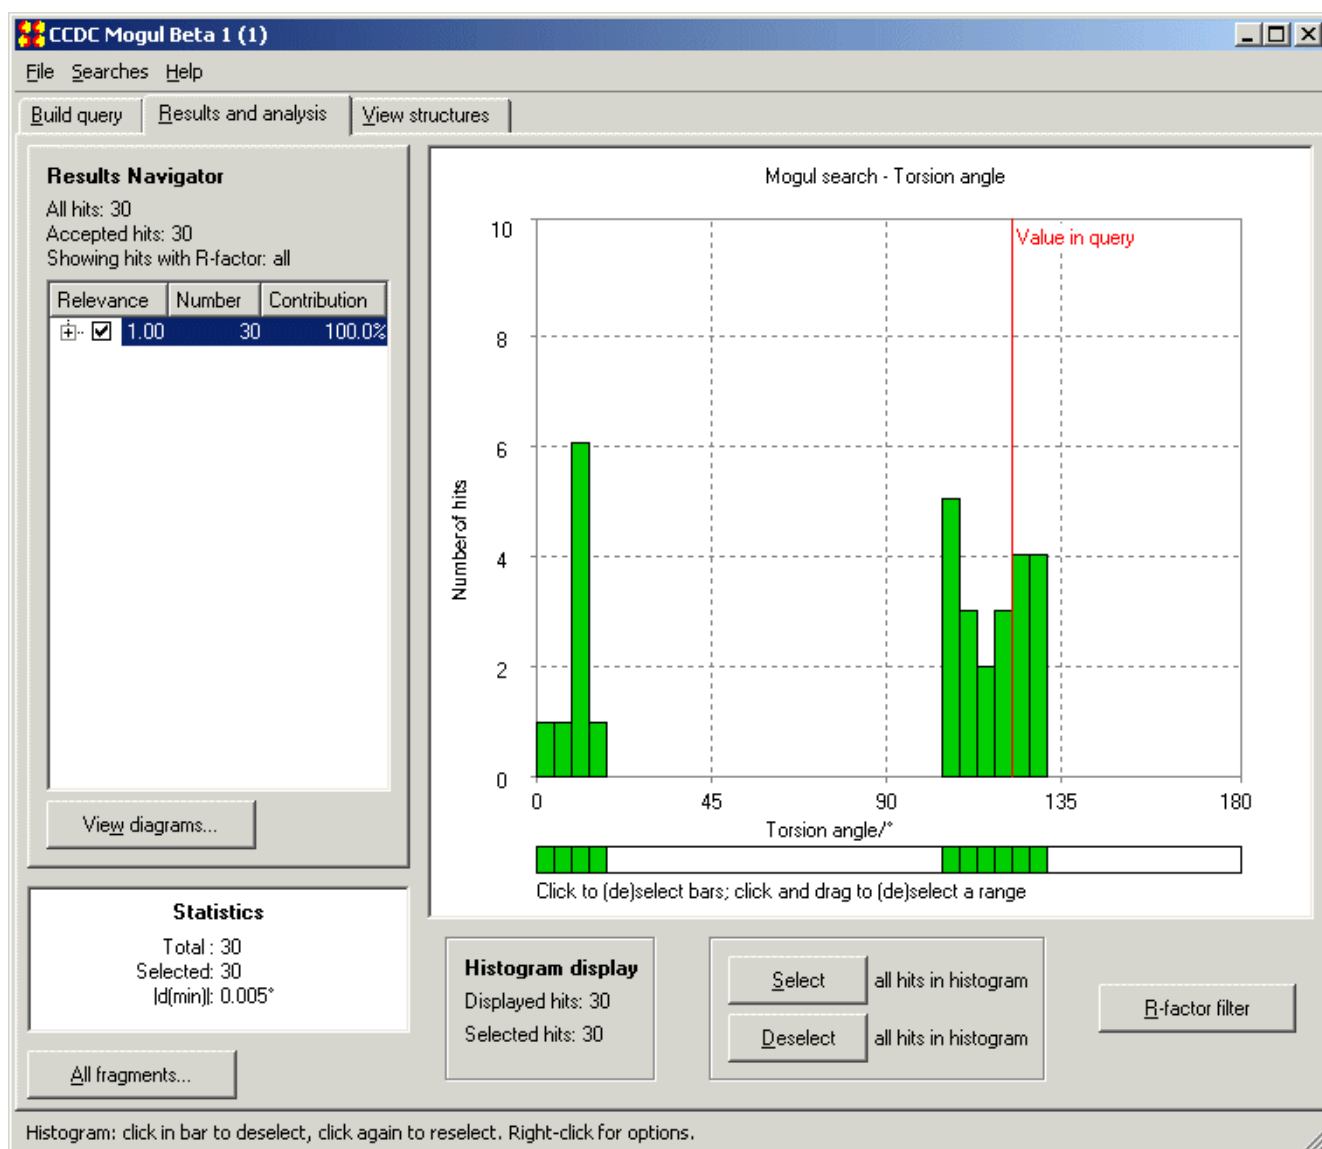 CCDC Mogul Beta 1 (1)
File Searches Help
Build query Results and analysis View structures
Results Navigator
All hits: 30
Accepted hits: 30
Showing hits with R-factor: all
Relevance Number Contribution
1.00 30 100.0%
View diagrams...
Statistics
Total : 30
Selected: 30
|d(min)|: 0.005°
All fragments...
Mogul search - Torsion angle
Value in query
Number of hits
10
8
6
4
2
0
0 45 90 135 180
Torsion angle/°
Click to (de)select bars; click and drag to (de)select a range
Histogram display
Displayed hits: 30
Selected hits: 30
Select all hits in histogram
Deselect all hits in histogram
R-factor filter
Histogram: click in bar to deselect, click again to reselect. Right-click for options.